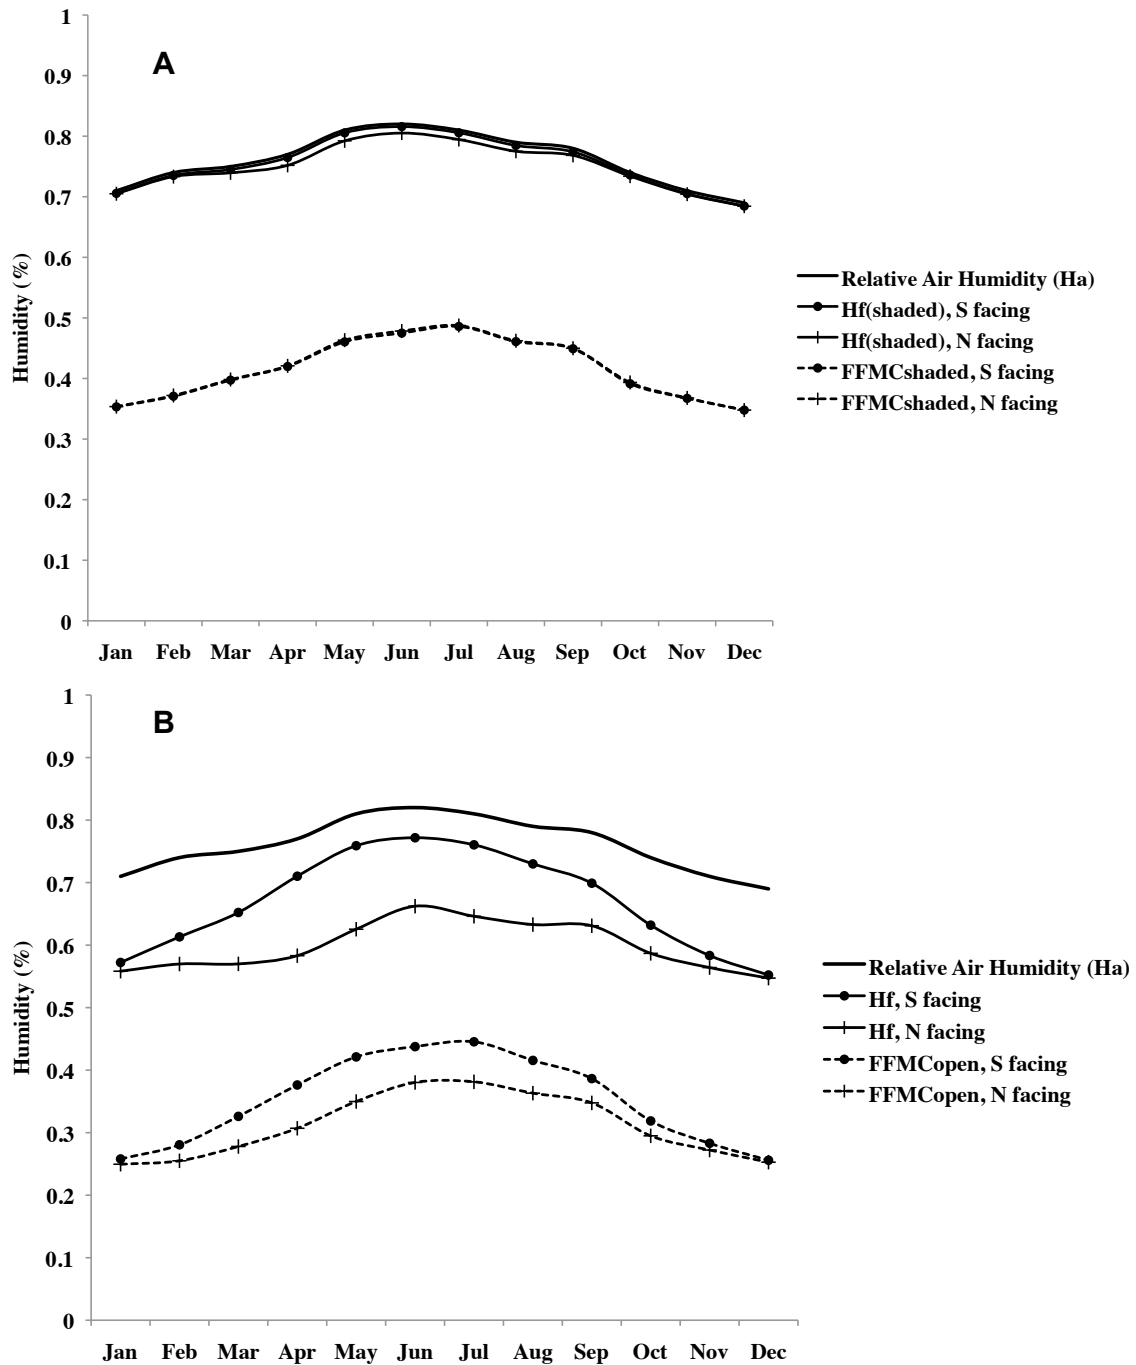 A
1
0.9
0.8
0.7
0.6
0.5
0.4
0.3
0.2
0.1
0
Humidity (%)
Jan Feb Mar Apr May Jun Jul Aug Sep Oct Nov Dec
Relative Air Humidity (Ha)
Hf(shaded), S facing
Hf(shaded), N facing
FFMCshaded, S facing
FFMCshaded, N facing
B
1
0.9
0.8
0.7
0.6
0.5
0.4
0.3
0.2
0.1
0
Humidity (%)
Jan Feb Mar Apr May Jun Jul Aug Sep Oct Nov Dec
Relative Air Humidity (Ha)
Hf, S facing
Hf, N facing
FFMCopen, S facing
FFMCopen, N facing